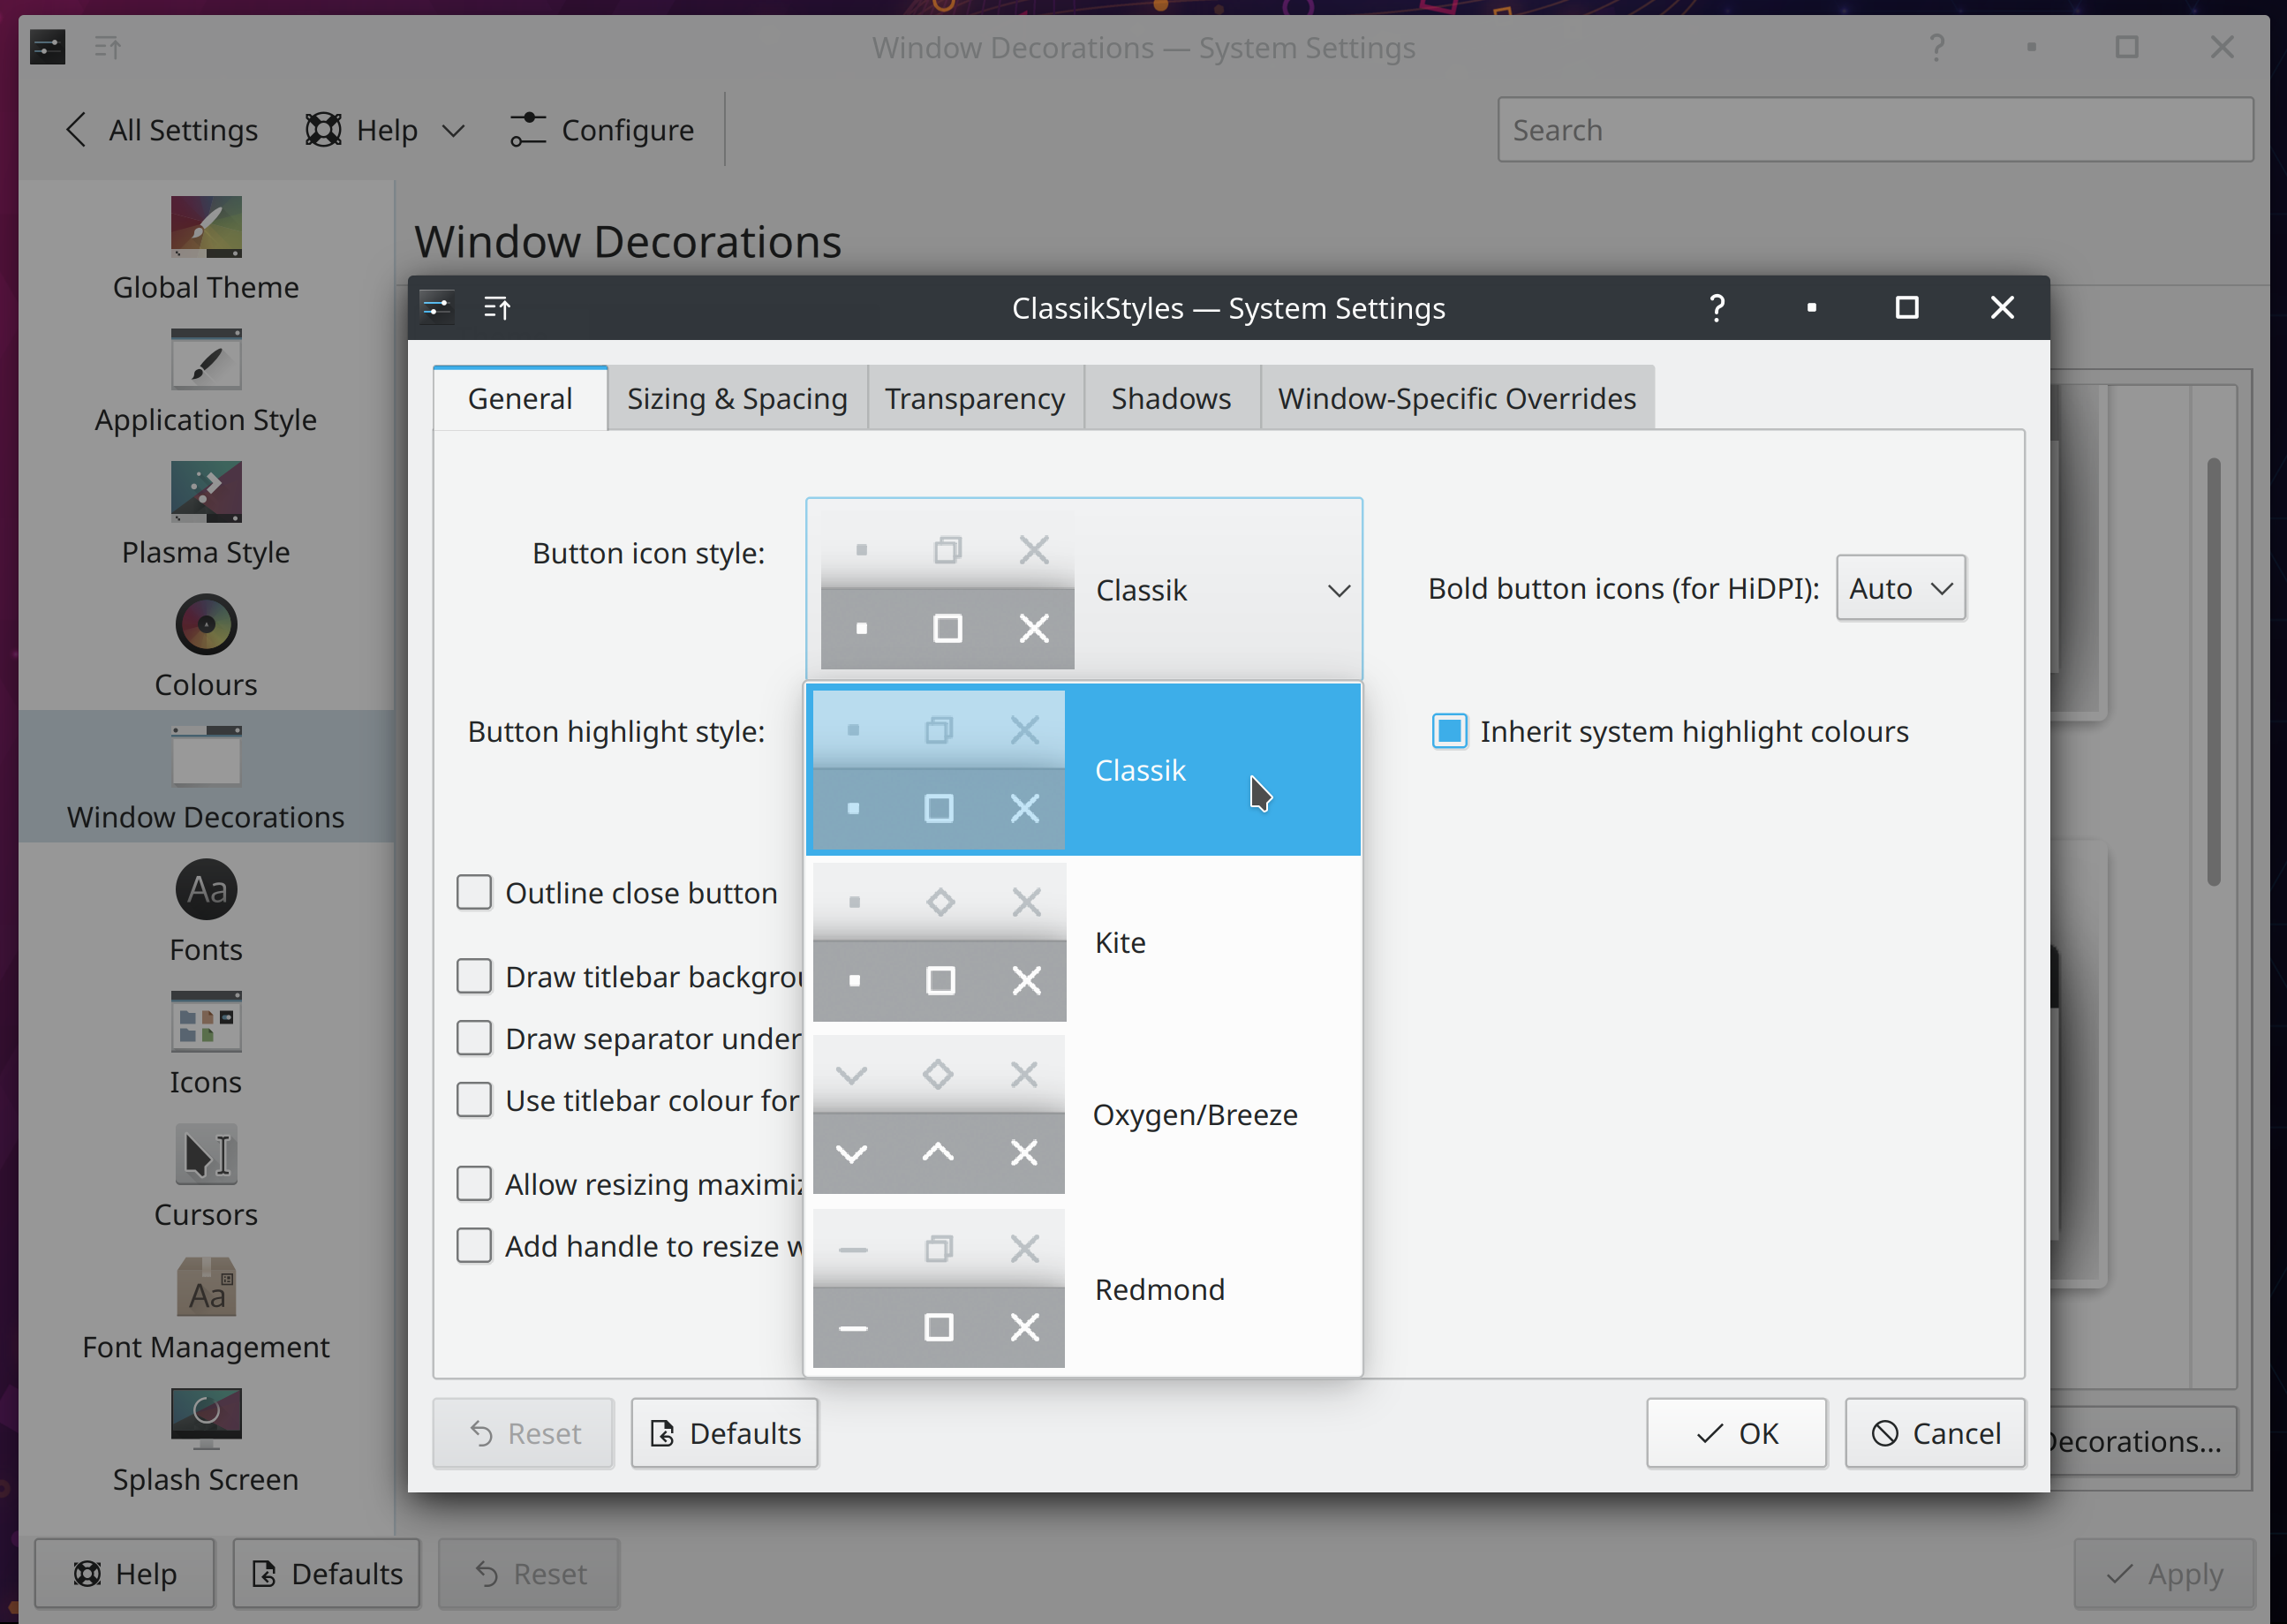 Window Decorations — System Settings
All Settings
Help
Configure
Search
Global Theme
Application Style
Plasma Style
Colours
Window Decorations
Fonts
Icons
Cursors
Font Management
Splash Screen
Window Decorations
ClassikStyles — System Settings
General
Sizing & Spacing
Transparency
Shadows
Window-Specific Overrides
Button icon style:
Classik
Bold button icons (for HiDPI):
Auto
Button highlight style:
Inherit system highlight colours
Classik
Kite
Oxygen/Breeze
Redmond
Outline close button
Draw titlebar
Draw separator under
Use titlebar colour for
Allow resizing
Add handle to resize
Reset
Defaults
OK
Cancel
Decorations...
Help
Defaults
Reset
Apply